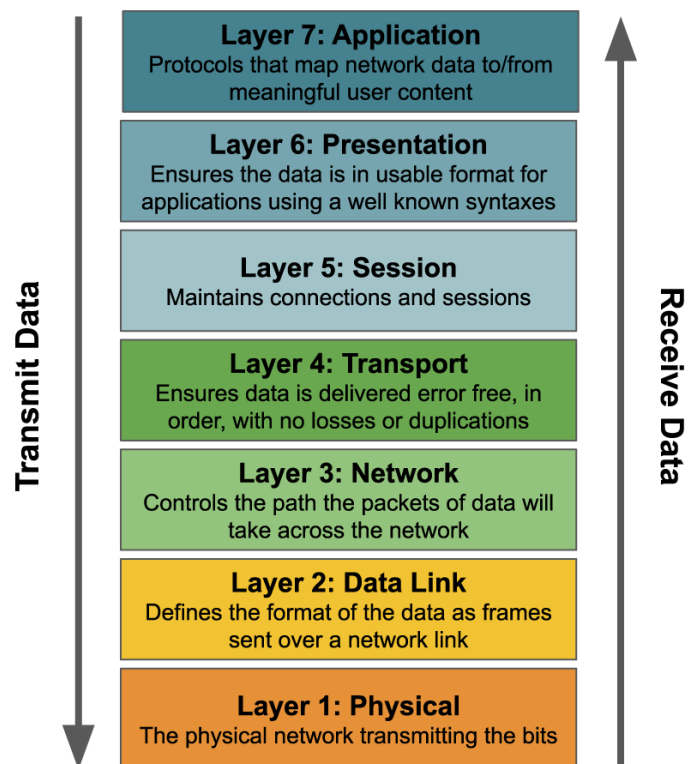 Layer 7: Application
Protocols that map network data to/from
meaningful user content
Layer 6: Presentation
Ensures the data is in usable format for
applications using a well known syntaxes
Layer 5: Session
Maintains connections and sessions
Layer 4: Transport
Ensures data is delivered error free, in
order, with no losses or duplications
Layer 3: Network
Controls the path the packets of data will
take across the network
Layer 2: Data Link
Defines the format of the data as frames
sent over a network link
Layer 1: Physical
The physical network transmitting the bits
Transmit Data
Receive Data